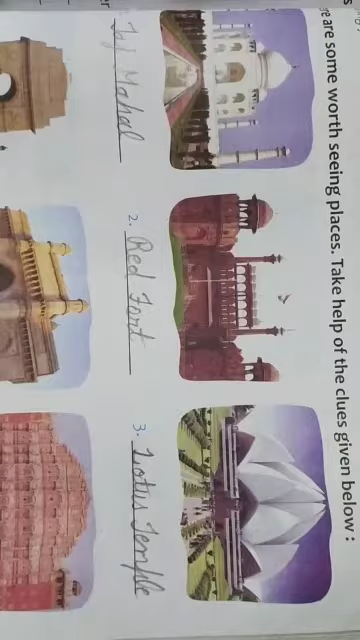 re are some worth seeing places. Take help of the clues given below :
Taj Mahal
2. Red Fort
3. Lotus Temple